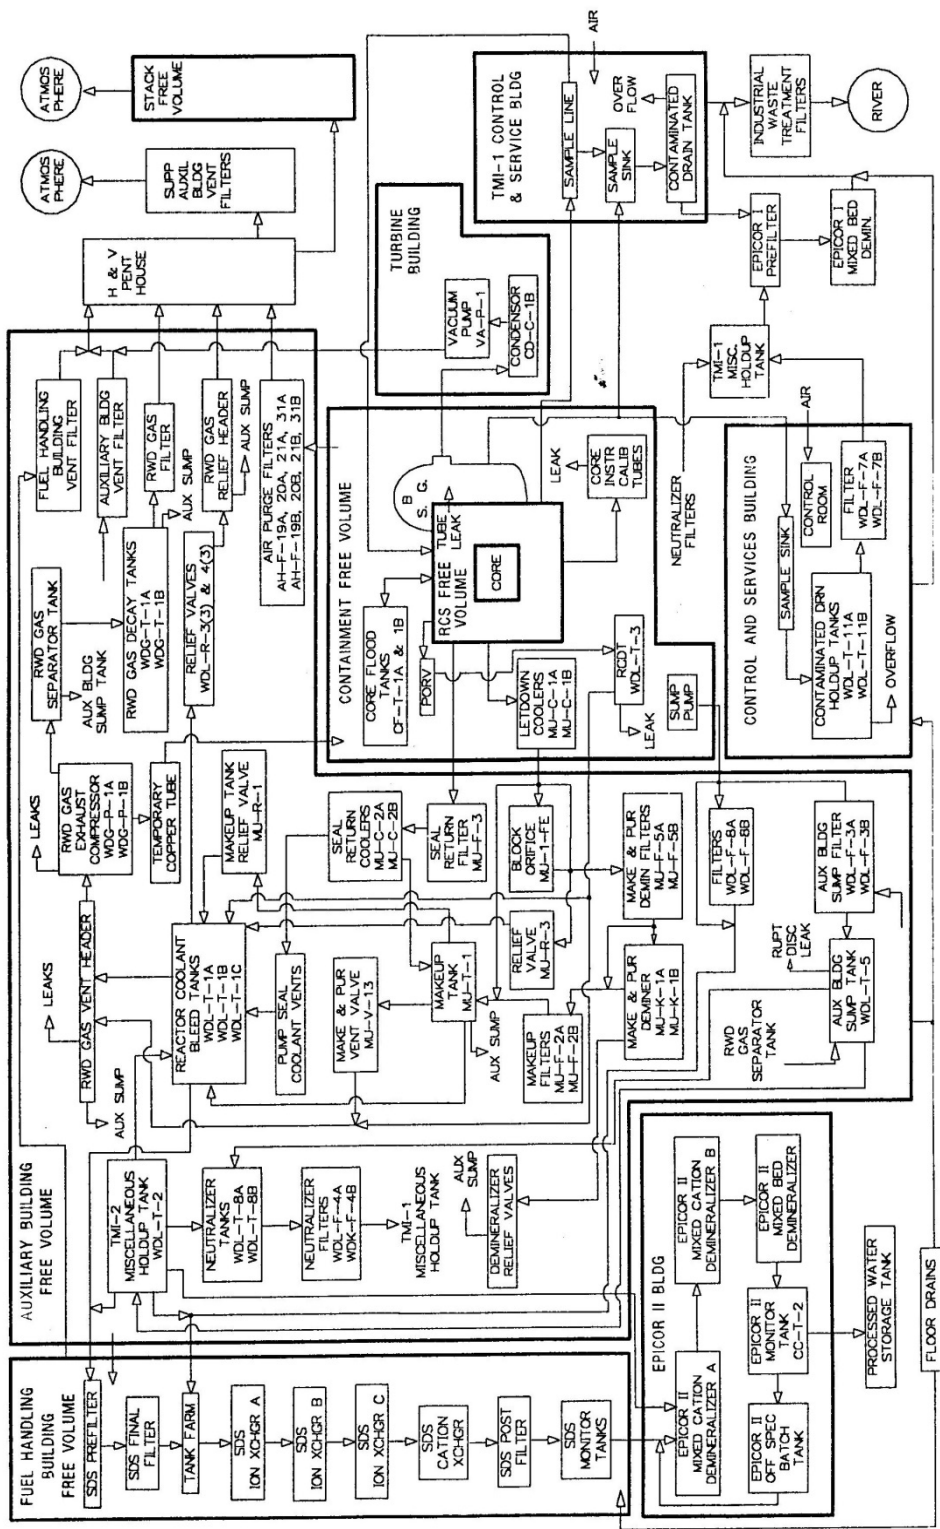 ATMOS
PHERE
ATMOS
PHERE
STACK
FREE
VOLUME
SUPP
AUXIL
BLDG
VENT
FILTERS
H & V
PENT
HOUSE
TMI-1 CONTROL
& SERVICE BLDG
AIR
SAMPLE LINE
SAMPLE
SINK
OVER
FLOW
CONTAMINATED
DRAIN TANK
INDUSTRIAL
WASTE
TREATMENT
FILTERS
RIVER
EPICOR I
PREFILTER
EPICOR I
MIXED BED
DEMIN.
TMI-1
MISC.
HOLDUP
TANK
NEUTRALIZER
FILTERS
TURBINE
BUILDING
VACUUM
PUMP
VA-P-1
CONDENSOR
CD-C-1B
FUEL HANDLING
BUILDING
VENT FILTER
AUXILIARY BLDG
VENT FILTER
RWD GAS
FILTER
AUX SUMP
RWD GAS
RELIEF HEADER
AUX SUMP
AIR PURGE FILTERS
AH-F-19A, 20A, 21A, 31A
AH-F-19B, 20B, 21B, 31B
RWD GAS
SEPARATOR TANK
AUX BLDG
SUMP TANK
RWD GAS DECAY TANKS
WDG-T-1A
WDG-T-1B
RELIEF VALVES
WDL-R-3(3) & 4(3)
CONTAINMENT FREE VOLUME
CORE FLOOD
TANKS
CF-T-1A & 1B
PORV
RCS FREE
VOLUME
TUBE
LEAK
S. G.
B
CORE
LEAK
CORE
INSTR
CALIB
TUBES
LETDOWN
COOLERS
MU-C-1A
MU-C-1B
RCDT
WDL-T-3
LEAK
SUMP
PUMP
CONTROL AND SERVICES BUILDING
SAMPLE SINK
AIR
CONTROL
ROOM
CONTAMINATED DRN
HOLDUP TANKS
WDL-T-11A
WDL-T-11B
FILTER
WDL-F-7A
WDL-F-7B
OVERFLOW
LEAKS
RWD GAS
EXHAUST
COMPRESSOR
WDG-P-1A
WDG-P-1B
TEMPORARY
COPPER TUBE
MAKEUP TANK
RELIEF VALVE
MU-R-1
SEAL
RETURN
COOLERS
MU-C-2A
MU-C-2B
SEAL
RETURN
FILTER
MU-F-3
BLOCK
ORIFICE
MU-1-FE
MAKE & PUR
DEMIN FILTERS
MU-F-5A
MU-F-5B
FILTERS
WDL-F-8A
WDL-F-8B
AUX BLDG
SUMP FILTER
WDL-F-3A
WDL-F-3B
LEAKS
RWD GAS VENT HEADER
AUX SUMP
REACTOR COOLANT
BLEED TANKS
WDL-T-1A
WDL-T-1B
WDL-T-1C
PUMP SEAL
COOLANT VENTS
MAKE & PUR
VENT VALVE
MU-V-13
MAKEUP
TANK
MU-T-1
AUX SUMP
RELIEF
VALVE
MU-R-3
MAKEUP
FILTERS
MU-F-2A
MU-F-2B
MAKE & PUR
DEMINER
MU-K-1A
MU-K-1B
RUPT
DISC
LEAK
RWD
GAS
SEPARATOR
TANK
AUX BLDG
SUMP TANK
WDL-T-5
AUXILIARY BUILDING
FREE VOLUME
TMI-2
MISCELLANEOUS
HOLDUP TANK
WDL-T-2
NEUTRALIZER
TANKS
WDL-T-8A
WDL-T-8B
NEUTRALIZER
FILTERS
WDL-F-4A
WDK-F-4B
TMI-1
MISCELLANEOUS
HOLDUP TANK
AUX
SUMP
DEMINERALIZER
RELIEF VALVES
FUEL HANDLING
BUILDING
FREE VOLUME
SDS PREFILTER
SDS FINAL
FILTER
TANK FARM
SDS
ION XCHGR A
SDS
ION XCHGR B
SDS
ION XCHGR C
SDS
CATION
XCHGR
SDS POST
FILTER
SDS
MONITOR
TANKS
EPICOR II BLDG
EPICOR II
MIXED CATION
DEMINERALIZER A
EPICOR II
MIXED CATION
DEMINERALIZER B
EPICOR II
MIXED BED
DEMINERALIZER
EPICOR II
MONITOR
TANK
CC-T-2
EPICOR II
OFF SPEC
BATCH
TANK
PROCESSED WATER
STORAGE TANK
FLOOR DRAINS